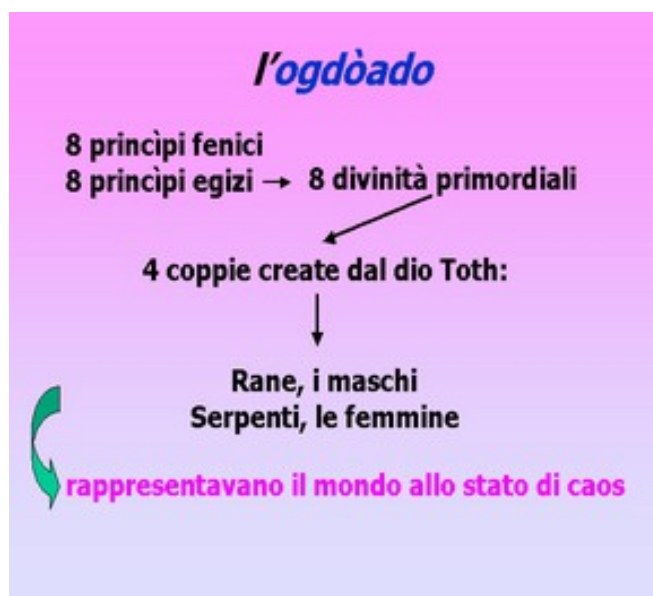 l'ogdòado
8 princìpi fenici
8 princìpi egizi → 8 divinità primordiali
4 coppie create dal dio Toth:
Rane, i maschi
Serpenti, le femmine
rappresentavano il mondo allo stato di caos